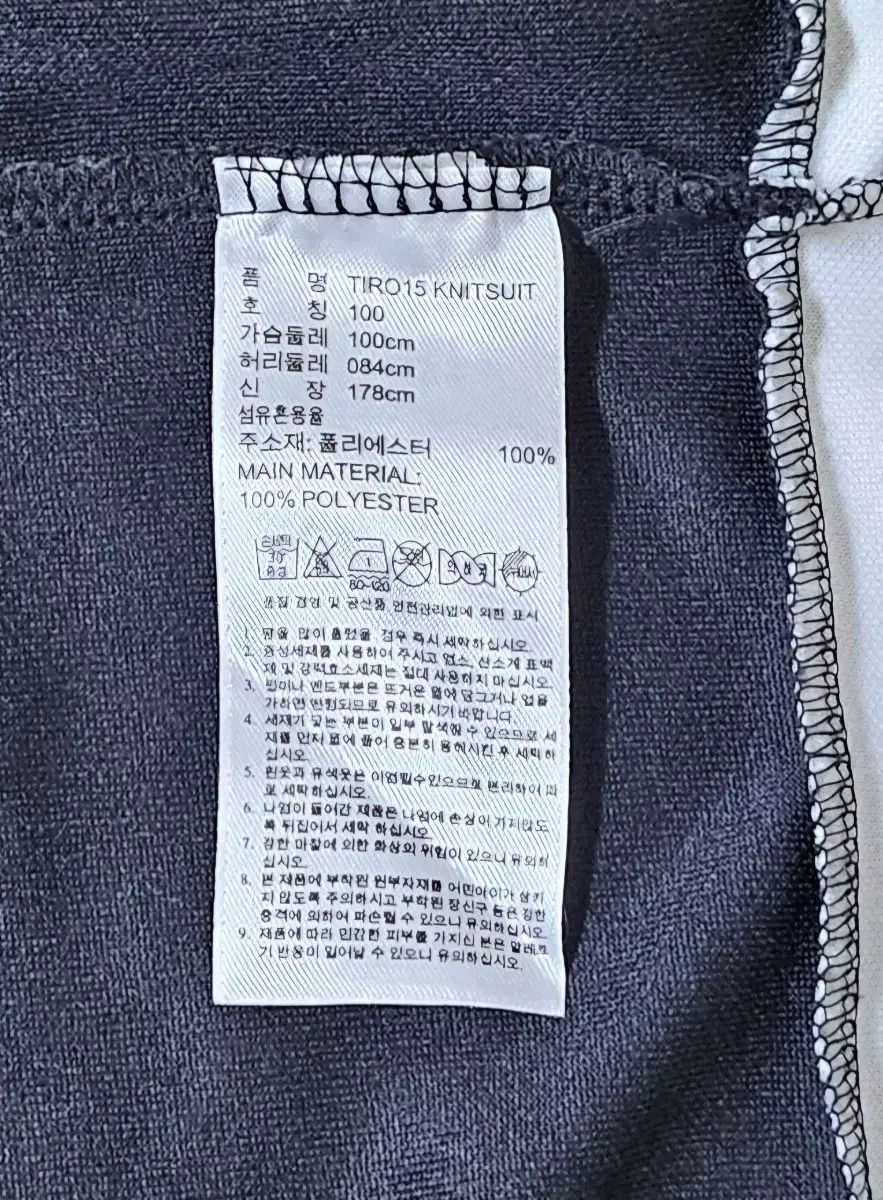 품 명 TIRO15 KNITSUIT
호 칭 100
가슴둘레 100cm
허리둘레 084cm
신 장 178cm
섬유혼용율
주소재: 폴리에스터 100%
MAIN MATERIAL:
100% POLYESTER
손세탁
30
중성
1
80~120
품질 경영 및 공산품 안전관리법에 의한 표시
1. 땀을 많이 흘렸을 경우 즉시 세탁하십시오.
2. 중성세제를 사용하여 주시고 염소, 산소계 표백
제 및 강력효소세제는 절대 사용하지 마십시오.
3. 밴드부분은 뜨거운 물에 담그거나
가하면 변형되므로 유의하시기 바랍니다.
4. 세제가 닿는 부분이 일부 탈색될 수 있으므로 세
제를 먼저 물에 풀어 충분히 용해시킨 후 세탁하
십시오.
5. 흰옷과 유색옷은 이염될수있으므로 분리하여 따
로 세탁하십시오.
6. 나염이 들어간 제품은 나염에 손상이 가지않도
록 뒤집어서 세탁 하십시오.
7. 강한 마찰에 의한 화상의 위험이 있으니 유의하
십시오.
8. 본 제품에 부착된 원부자재를 어린아이가 삼키
지 않도록 주의하시고 부착된 장신구 등은 강한
충격에 의하여 파손될 수 있으니 유의하십시오.
9. 제품에 따라 민감한 피부를 가지신 분은 알레르
기 반응이 일어날 수 있으니 유의하십시오.